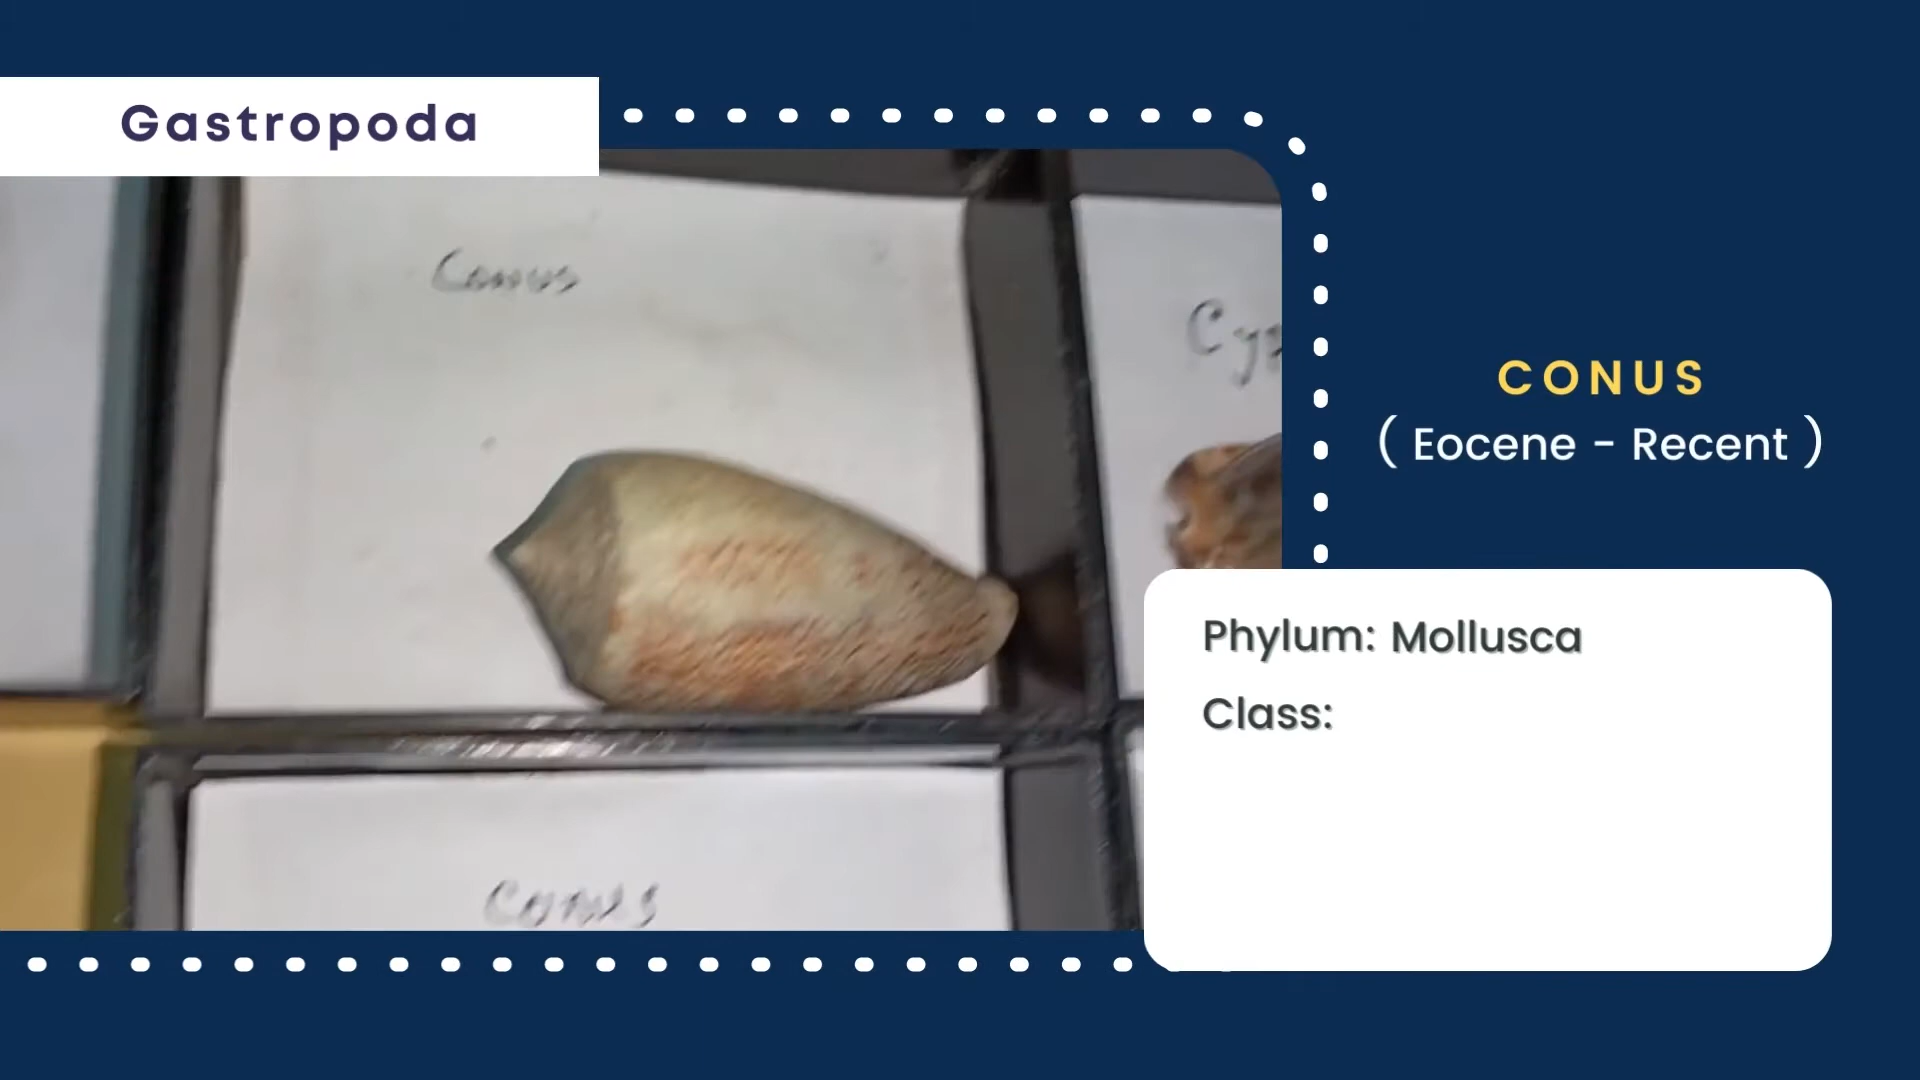 Gastropoda
Conus
CONUS
( Eocene - Recent )
Phylum: Mollusca
Class:
Conus